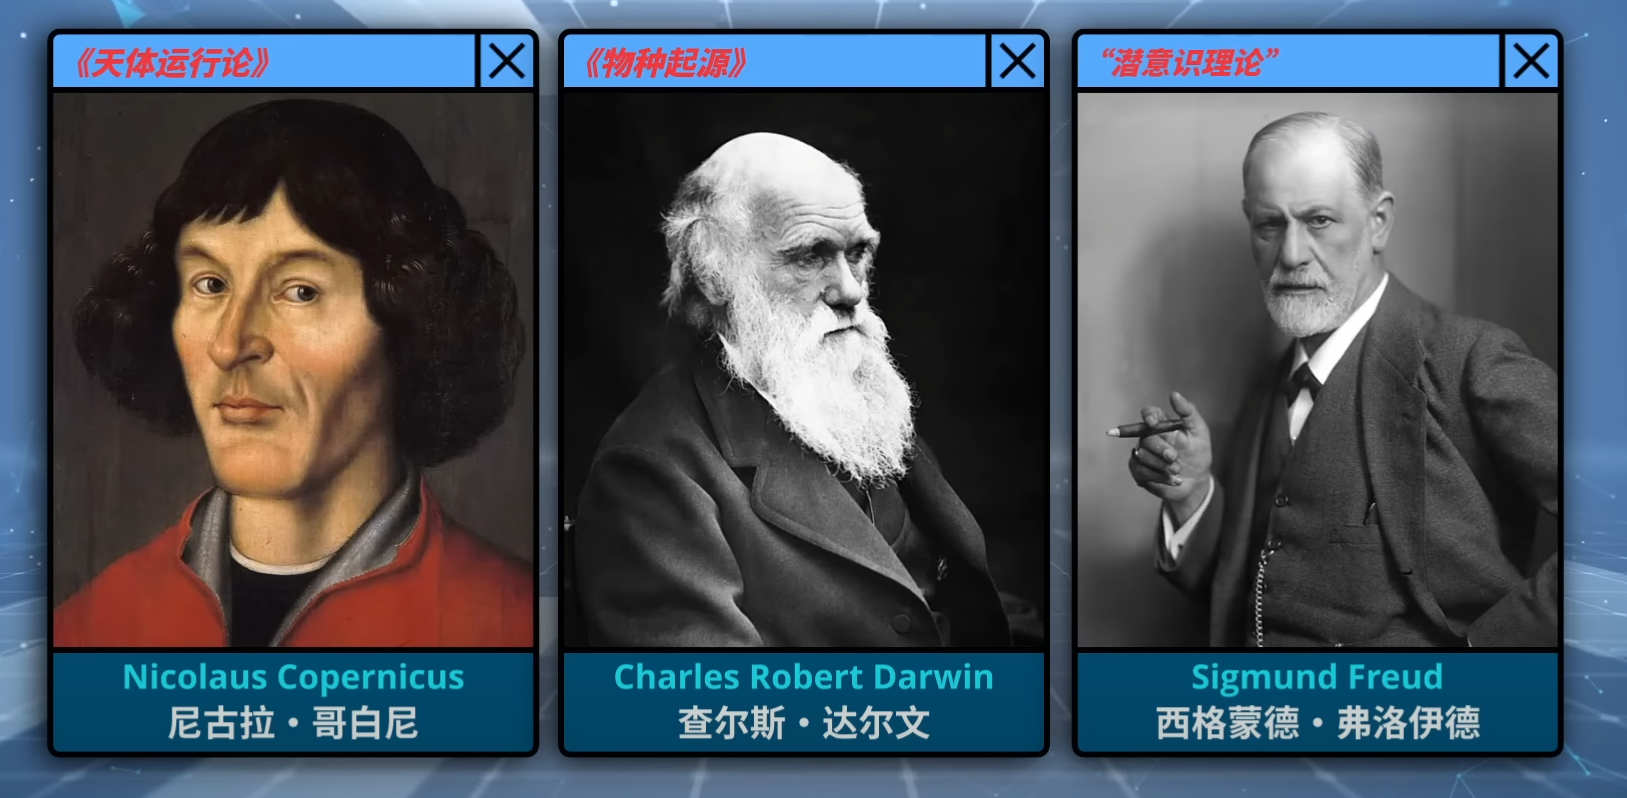 《天体运行论》
Nicolaus Copernicus
尼古拉·哥白尼
《物种起源》
Charles Robert Darwin
查尔斯·达尔文
“潜意识理论”
Sigmund Freud
西格蒙德·弗洛伊德